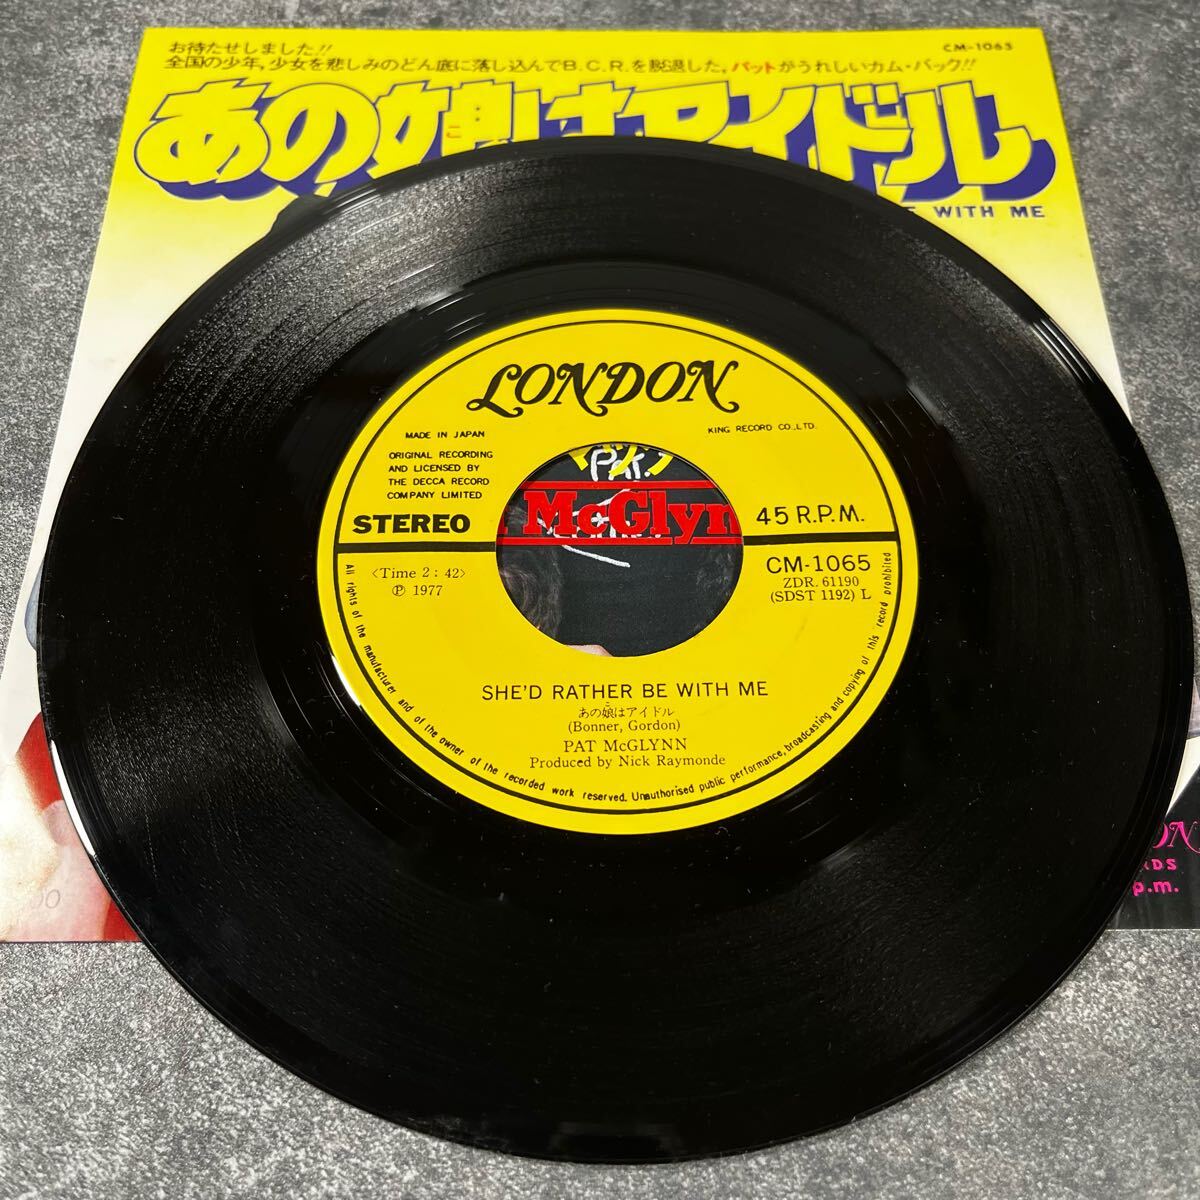 お待たせしました!!
CM-1065
全国の少年,少女を悲しみのどん底に落し込んでB.C.R.を脱退した,パットがうれしいカム・バック!!
あの娘はアイドル
こ
WITH ME
LONDON
MADE IN JAPAN
KING RECORD CO.,LTD.
ORIGINAL RECORDING
AND LICENSED BY
THE DECCA RECORD
COMPANY LIMITED
Pat.
McGlyn
STEREO
45 R.P.M.
<Time 2 : 42>
Ⓟ 1977
CM-1065
ZDR. 61190
(SDST 1192) L
SHE'D RATHER BE WITH ME
こ
あの娘はアイドル
(Bonner, Gordon)
PAT McGLYNN
Produced by Nick Raymonde
All rights of the manufacturer and of the owner of the recorded work reserved. Unauthorised public performance, broadcasting and copying of this record prohibited
ON
RDS
p.m.
00